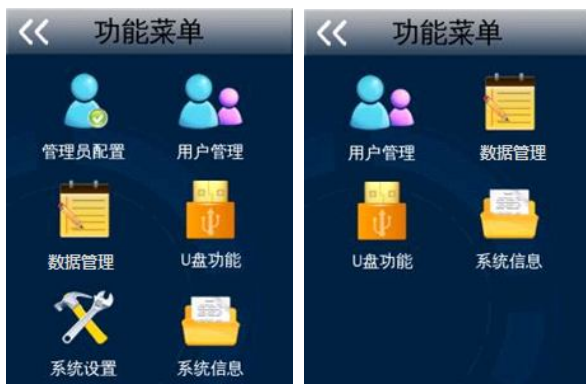 功能菜单
管理员配置 用户管理
数据管理 U盘功能
系统设置 系统信息
功能菜单
用户管理 数据管理
U盘功能 系统信息